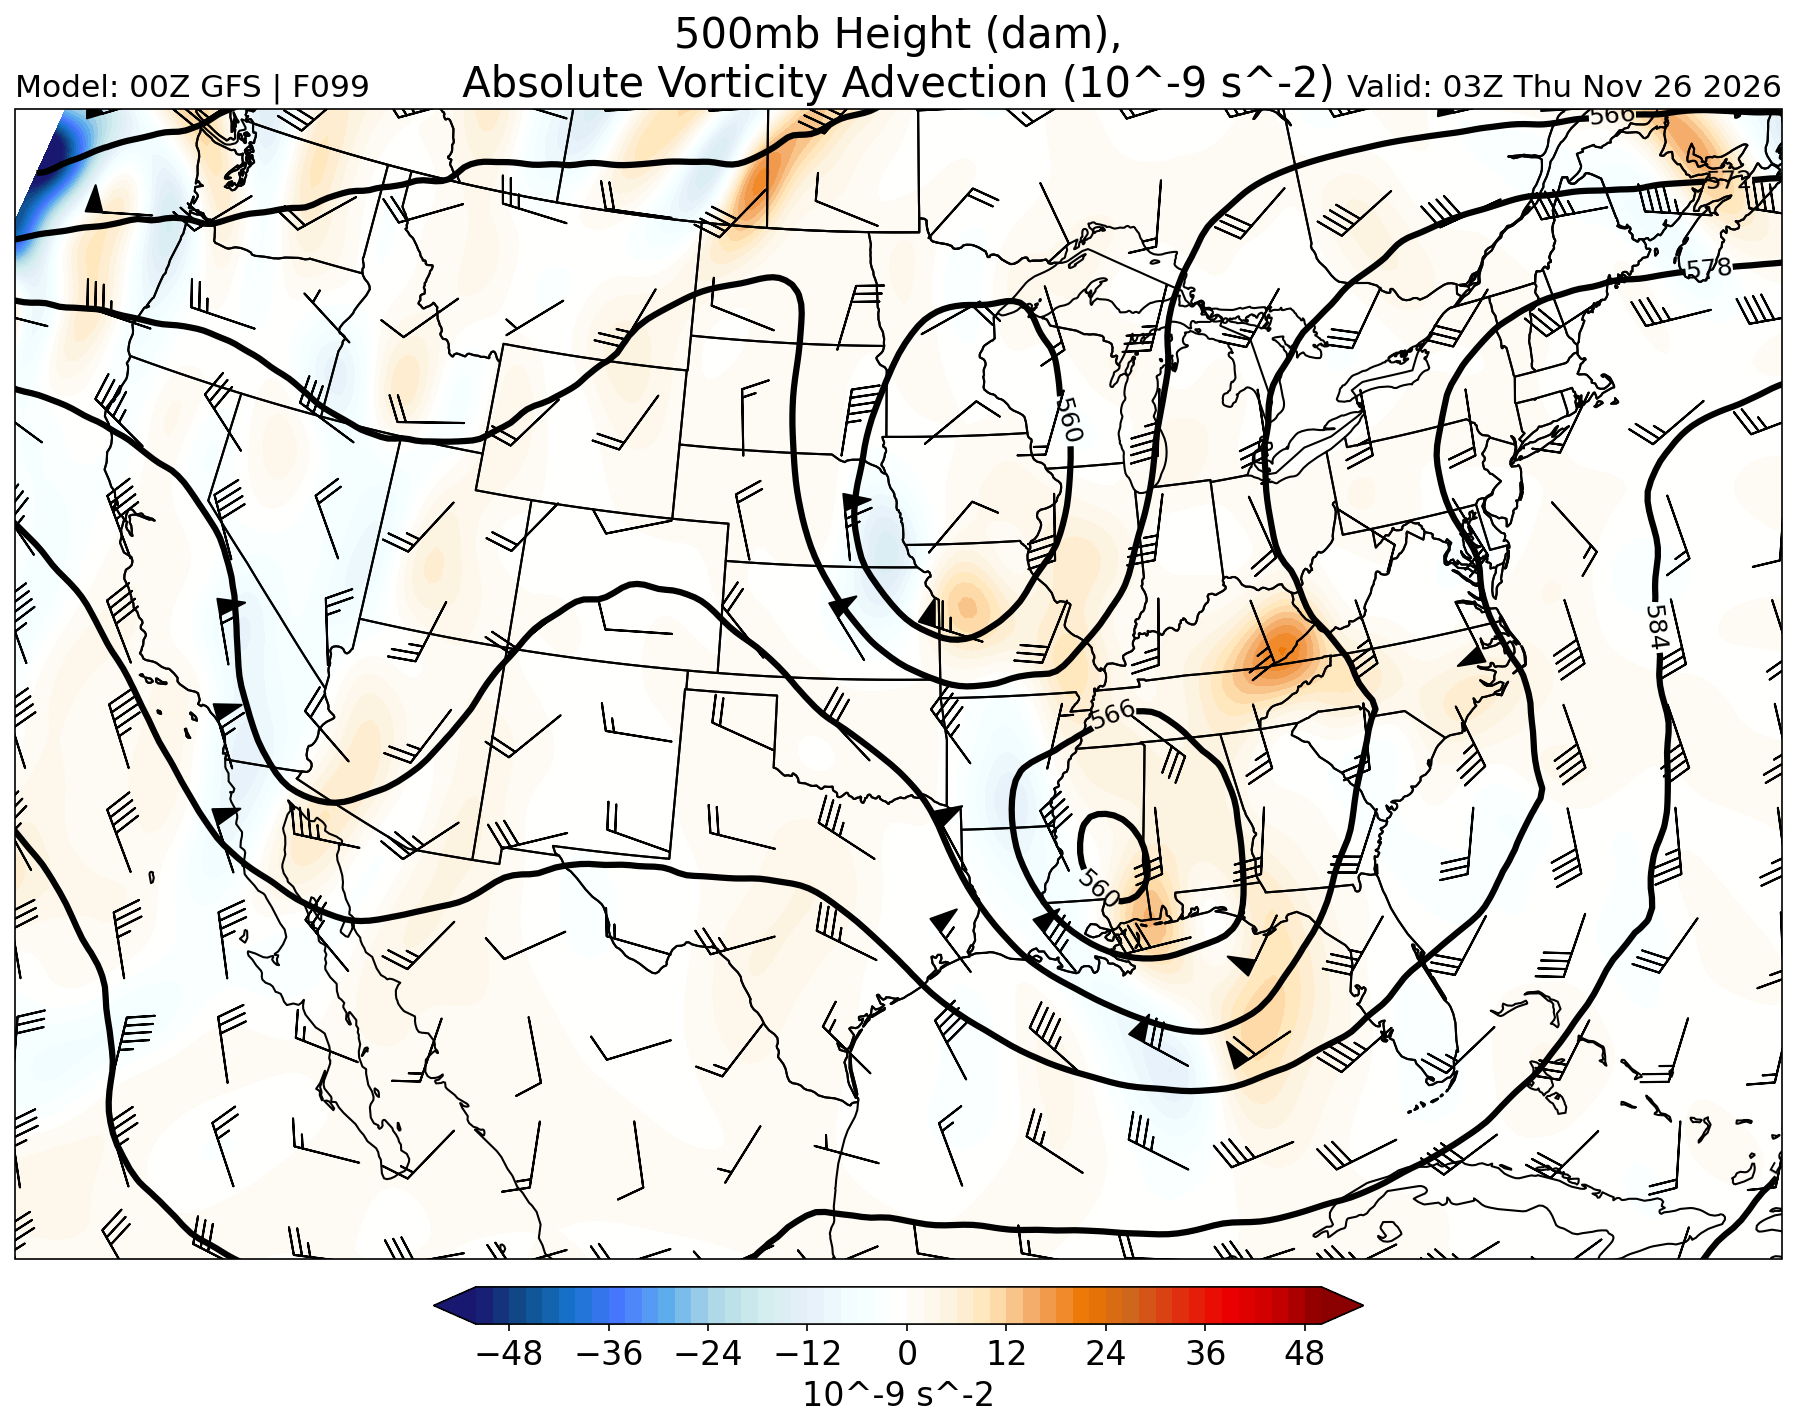 500mb Height (dam),
Model: 00Z GFS | F099
Absolute Vorticity Advection (10^-9 s^-2)
Valid: 03Z Thu Nov 26 2026
566
572
578
560
584
566
560
−48 −36 −24 −12 0 12 24 36 48
10^-9 s^-2